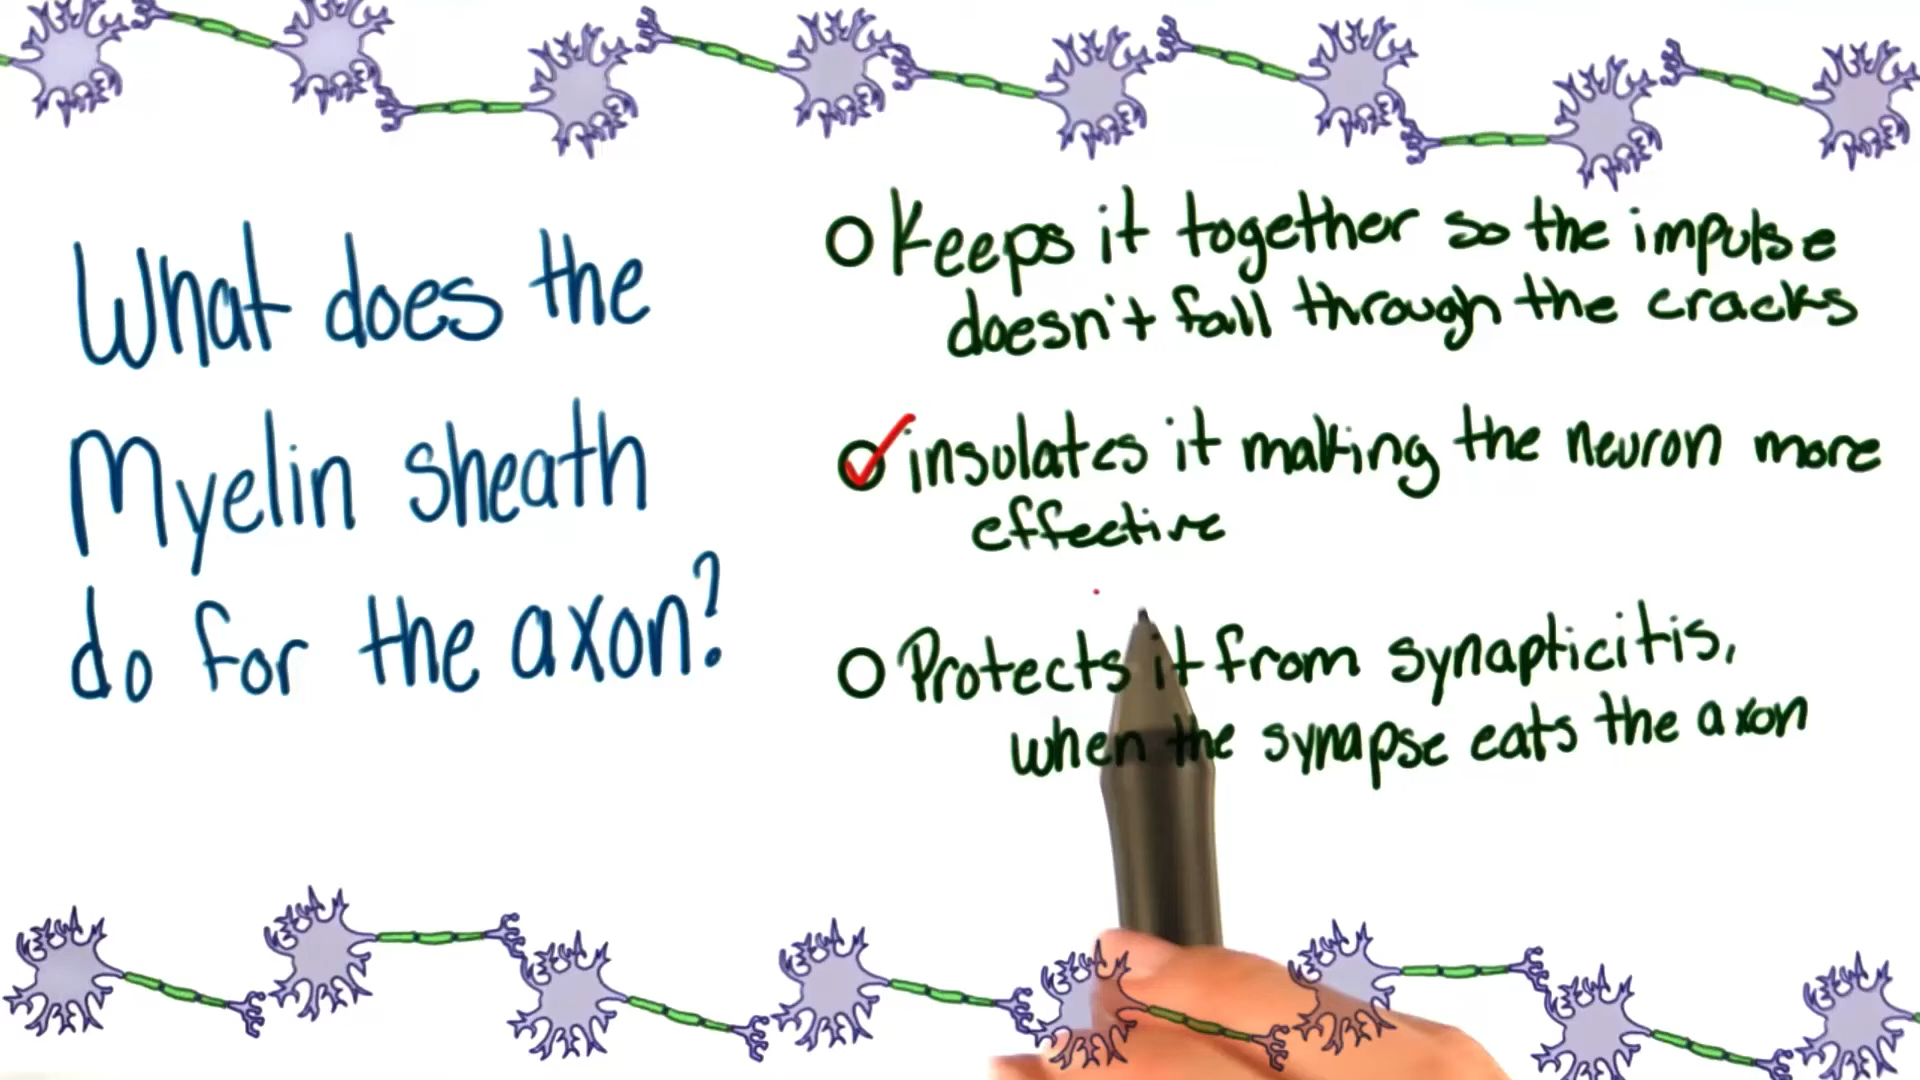 What does the
Myelin sheath
do for the axon?
Keeps it together so the impulse
doesn't fall through the cracks
insulates it making the neuron more
effective
Protects it from synapticitis,
when the synapse eats the axon